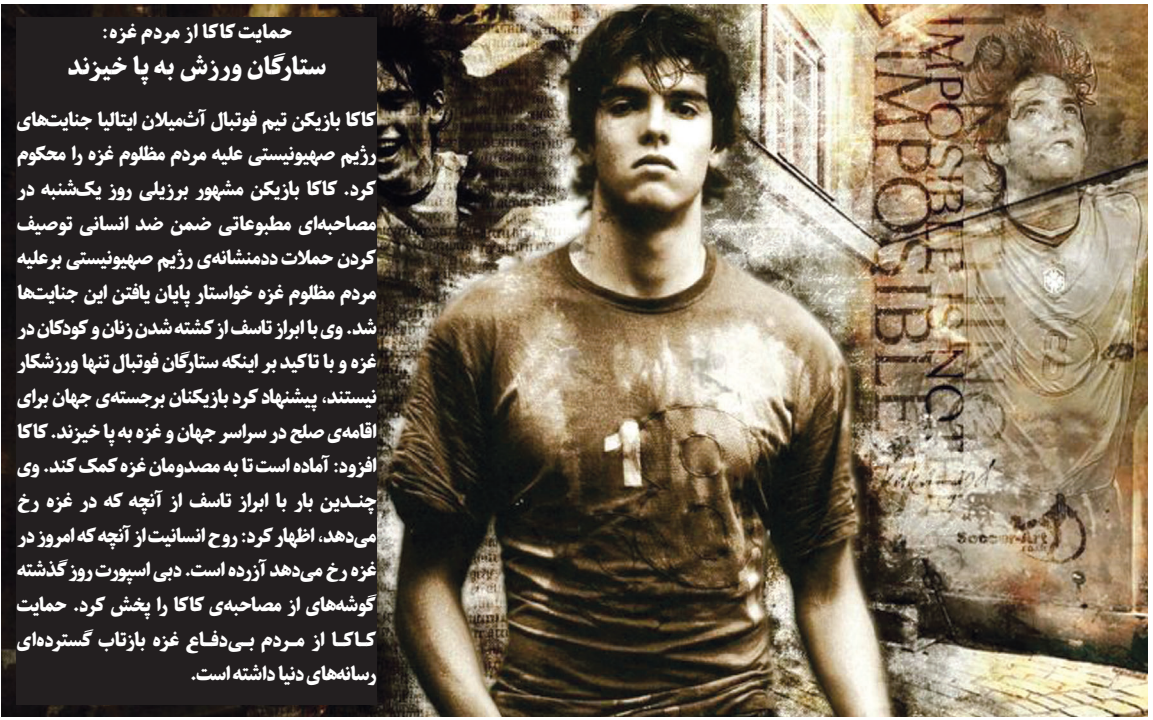 حمایت کاکا از مردم غزه:
ستارگان ورزش به پا خیزند
کاکا بازیکن تیم فوتبال آث‌میلان ایتالیا جنایت‌های
رژیم صهیونیستی علیه مردم مظلوم غزه را محکوم
کرد. کاکا بازیکن مشهور برزیلی روز یک‌شنبه در
مصاحبه‌ای مطبوعاتی ضمن ضد انسانی توصیف
کردن حملات ددمنشانه‌ی رژیم صهیونیستی برعلیه
مردم مظلوم غزه خواستار پایان یافتن این جنایت‌ها
شد. وی با ابراز تاسف از کشته شدن زنان و کودکان در
غزه و با تاکید بر اینکه ستارگان فوتبال تنها ورزشکار
نیستند، پیشنهاد کرد بازیکنان برجسته‌ی جهان برای
اقامه‌ی صلح در سراسر جهان و غزه به پا خیزند. کاکا
افزود: آماده است تا به مصدومان غزه کمک کند. وی
چندین بار با ابراز تاسف از آنچه که در غزه رخ
می‌دهد، اظهار کرد: روح انسانیت از آنچه که امروز در
غزه رخ می‌دهد آزرده است. دبی اسپورت روز گذشته
گوشه‌های از مصاحبه‌ی کاکا را پخش کرد. حمایت
کاکا از مردم بی‌دفاع غزه بازتاب گسترده‌ای
رسانه‌های دنیا داشته است.
1
IMPOSIBLE IS NOT
IMPOSIBLE
Soccer-Art